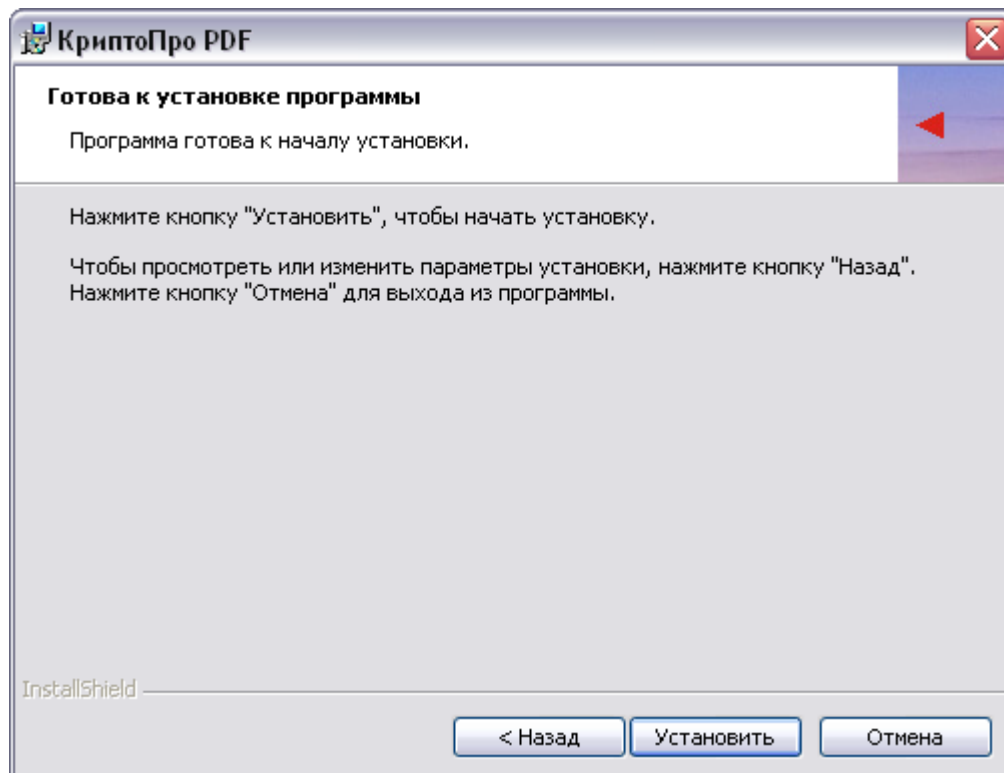 КриптоПро PDF
Готова к установке программы
Программа готова к началу установки.
Нажмите кнопку "Установить", чтобы начать установку.
Чтобы просмотреть или изменить параметры установки, нажмите кнопку "Назад".
Нажмите кнопку "Отмена" для выхода из программы.
InstallShield
< Назад
Установить
Отмена